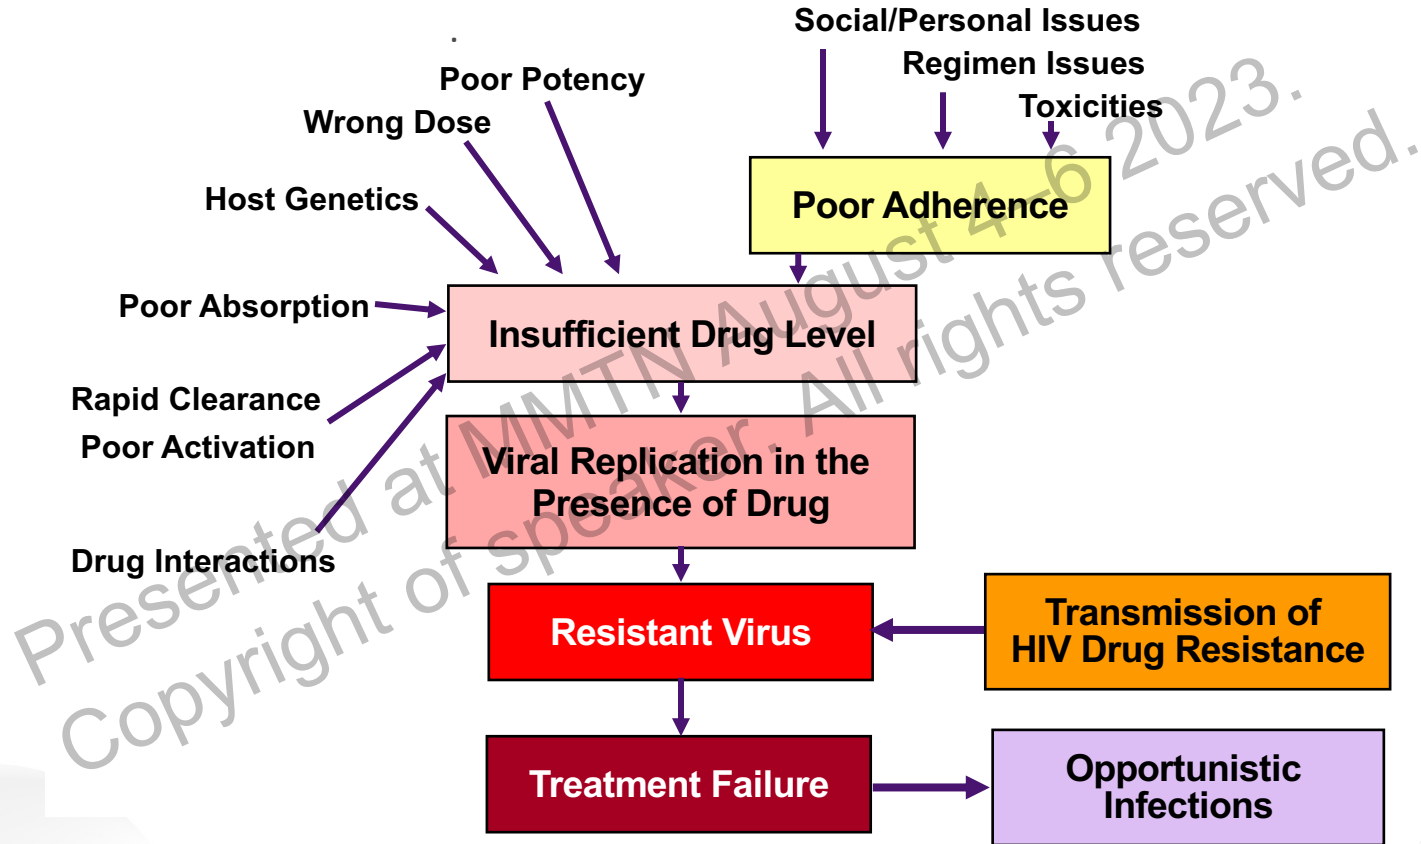 Social/Personal Issues
Regimen Issues
Toxicities
Poor Potency
Wrong Dose
Host Genetics
Poor Adherence
Poor Absorption
Insufficient Drug Level
Rapid Clearance
Poor Activation
Viral Replication in the
Presence of Drug
Drug Interactions
Resistant Virus
Transmission of
HIV Drug Resistance
Treatment Failure
Opportunistic
Infections
Presented at MMTN August 4–6 2023.
Copyright of speaker. All rights reserved.